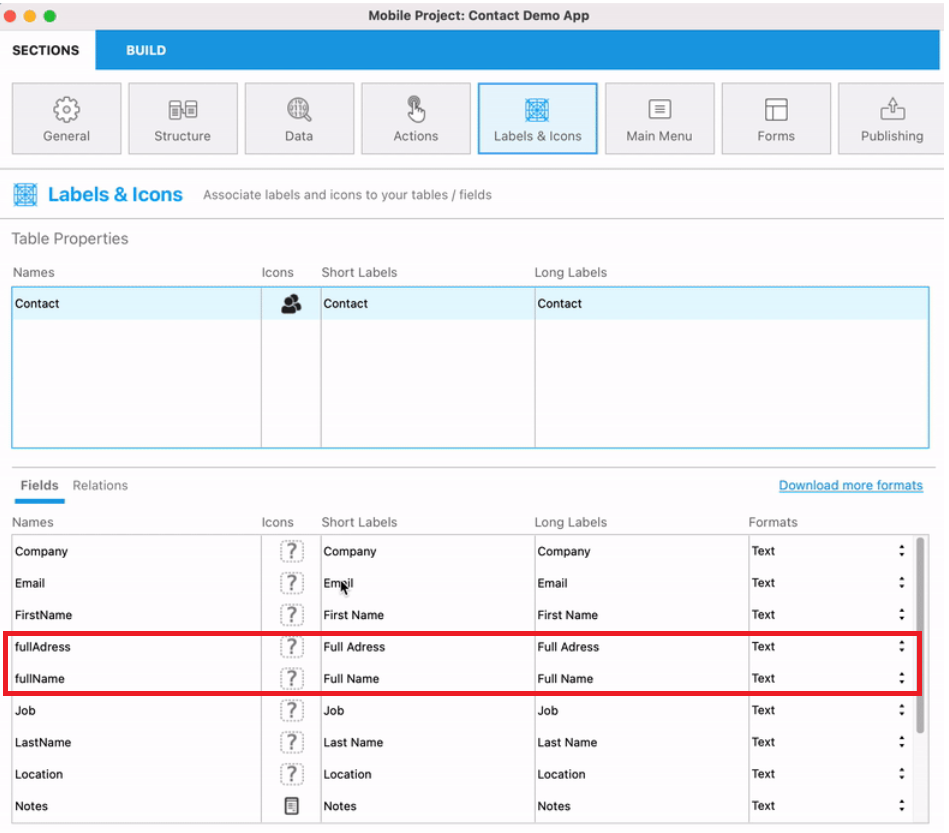 Mobile Project: Contact Demo App
SECTIONS BUILD
General Structure Data Actions Labels & Icons Main Menu Forms Publishing
Labels & Icons Associate labels and icons to your tables / fields
Table Properties
Names Icons Short Labels Long Labels
Contact Contact Contact
Fields Relations Download more formats
Names Icons Short Labels Long Labels Formats
Company ? Company Company Text
Email ? Email Email Text
FirstName ? First Name First Name Text
fullAdress ? Full Adress Full Adress Text
fullName ? Full Name Full Name Text
Job ? Job Job Text
LastName ? Last Name Last Name Text
Location ? Location Location Text
Notes Notes Notes Text